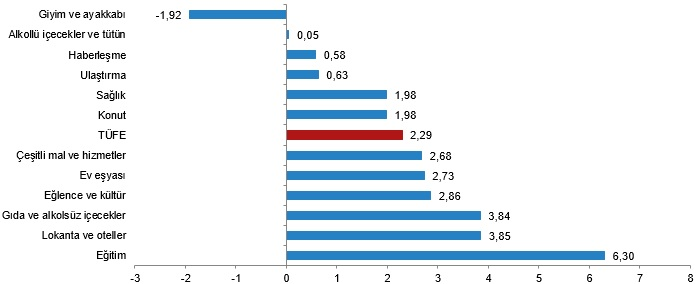 Giyim ve ayakkabı -1,92
Alkollü içecekler ve tütün 0,05
Haberleşme 0,58
Ulaştırma 0,63
Sağlık 1,98
Konut 1,98
TÜFE 2,29
Çeşitli mal ve hizmetler 2,68
Ev eşyası 2,73
Eğlence ve kültür 2,86
Gıda ve alkolsüz içecekler 3,84
Lokanta ve oteller 3,85
Eğitim 6,30
-3 -2 -1 0 1 2 3 4 5 6 7 8